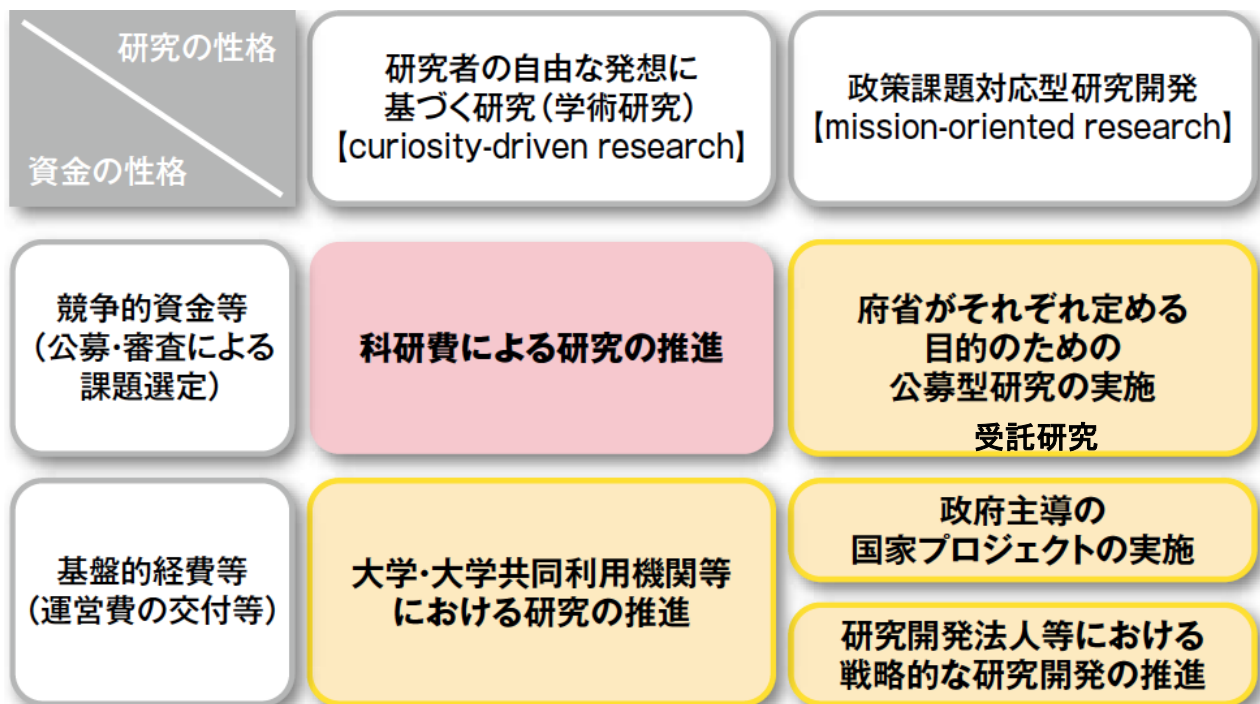 研究の性格
資金の性格
研究者の自由な発想に
基づく研究（学術研究）
【curiosity-driven research】
政策課題対応型研究開発
【mission-oriented research】
競争的資金等
（公募・審査による
課題選定）
科研費による研究の推進
府省がそれぞれ定める
目的のための
公募型研究の実施
受託研究
基盤的経費等
（運営費の交付等）
大学・大学共同利用機関等
における研究の推進
政府主導の
国家プロジェクトの実施
研究開発法人等における
戦略的な研究開発の推進